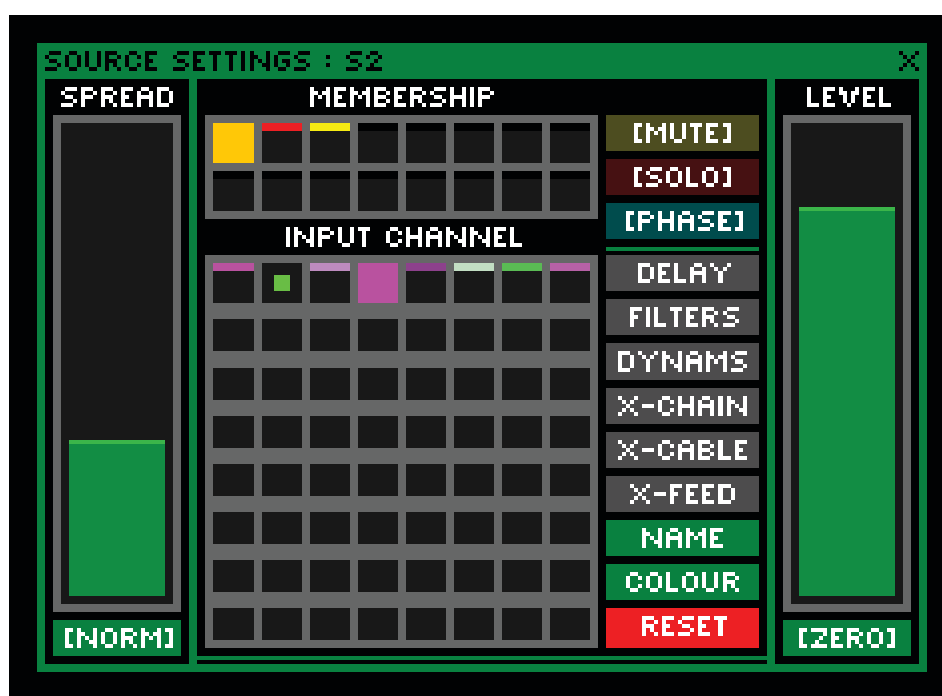 SOURCE SETTINGS : S2 X
SPREAD
MEMBERSHIP
LEVEL
[MUTE]
[SOLO]
[PHASE]
INPUT CHANNEL
DELAY
FILTERS
DYNAMS
X-CHAIN
X-CABLE
X-FEED
NAME
COLOUR
RESET
[NORM]
[ZERO]